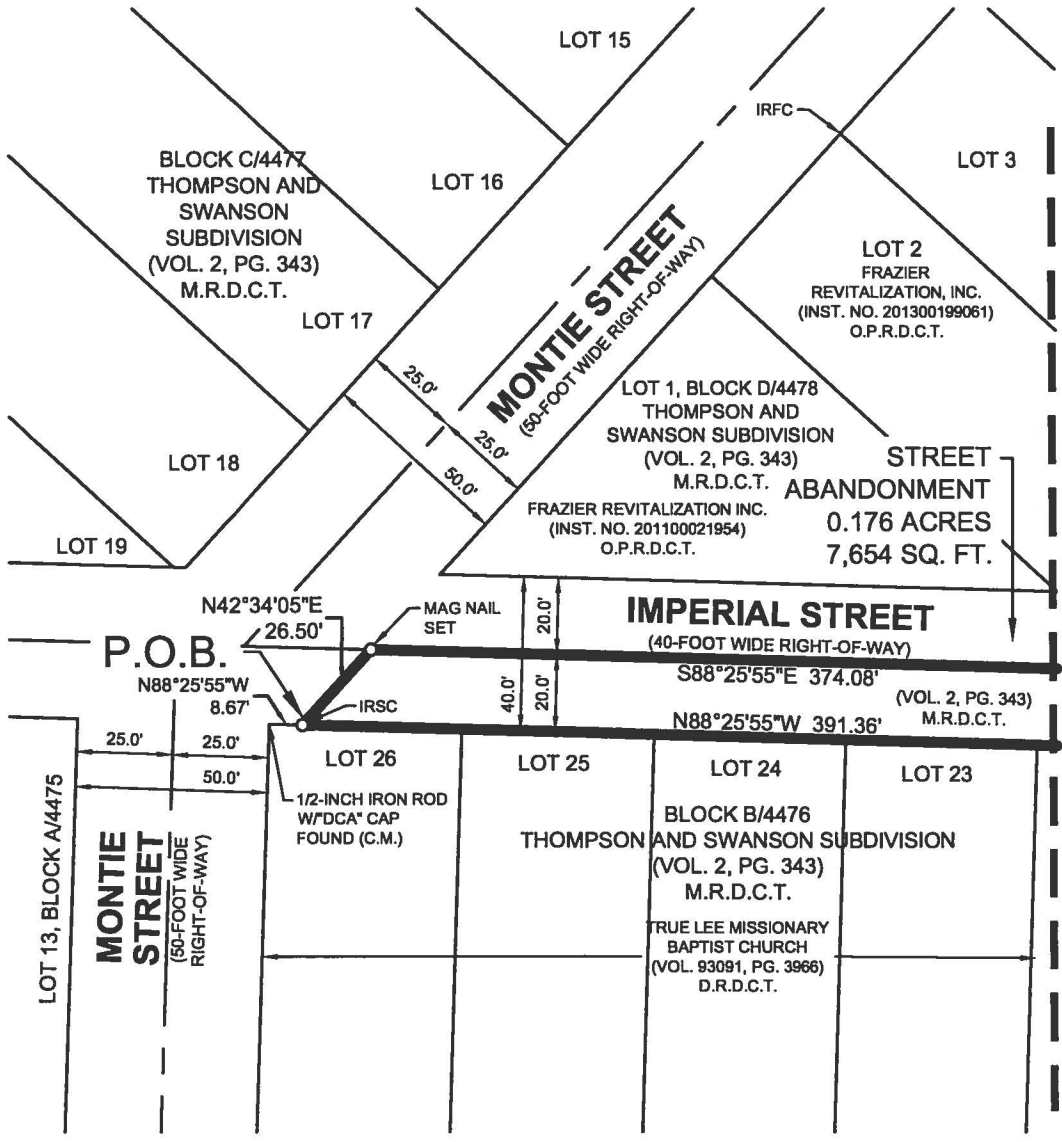 LOT 15
IRFC
BLOCK C/4477
THOMPSON AND
SWANSON
SUBDIVISION
(VOL. 2, PG. 343)
M.R.D.C.T.
LOT 16
LOT 3
LOT 17
MONTIE STREET
(50-FOOT WIDE RIGHT-OF-WAY)
LOT 2
FRAZIER
REVITALIZATION, INC.
(INST. NO. 201300199061)
O.P.R.D.C.T.
25.0'
25.0'
50.0'
LOT 1, BLOCK D/4478
THOMPSON AND
SWANSON SUBDIVISION
(VOL. 2, PG. 343)
M.R.D.C.T.
FRAZIER REVITALIZATION INC.
(INST. NO. 201100021954)
O.P.R.D.C.T.
STREET
ABANDONMENT
0.176 ACRES
7,654 SQ. FT.
LOT 18
LOT 19
N42°34'05"E
26.50'
MAG NAIL
SET
20.0'
40.0'
20.0'
IMPERIAL STREET
(40-FOOT WIDE RIGHT-OF-WAY)
S88°25'55"E 374.08'
(VOL. 2, PG. 343)
M.R.D.C.T.
P.O.B.
N88°25'55"W
8.67'
IRSC
N88°25'55"W 391.36'
25.0'
25.0'
50.0'
LOT 26
LOT 25
LOT 24
LOT 23
1/2-INCH IRON ROD
W/"DCA" CAP
FOUND (C.M.)
BLOCK B/4476
THOMPSON AND SWANSON SUBDIVISION
(VOL. 2, PG. 343)
M.R.D.C.T.
LOT 13, BLOCK A/4475
MONTIE
STREET
(50-FOOT WIDE
RIGHT-OF-WAY)
TRUE LEE MISSIONARY
BAPTIST CHURCH
(VOL. 93091, PG. 3966)
D.R.D.C.T.